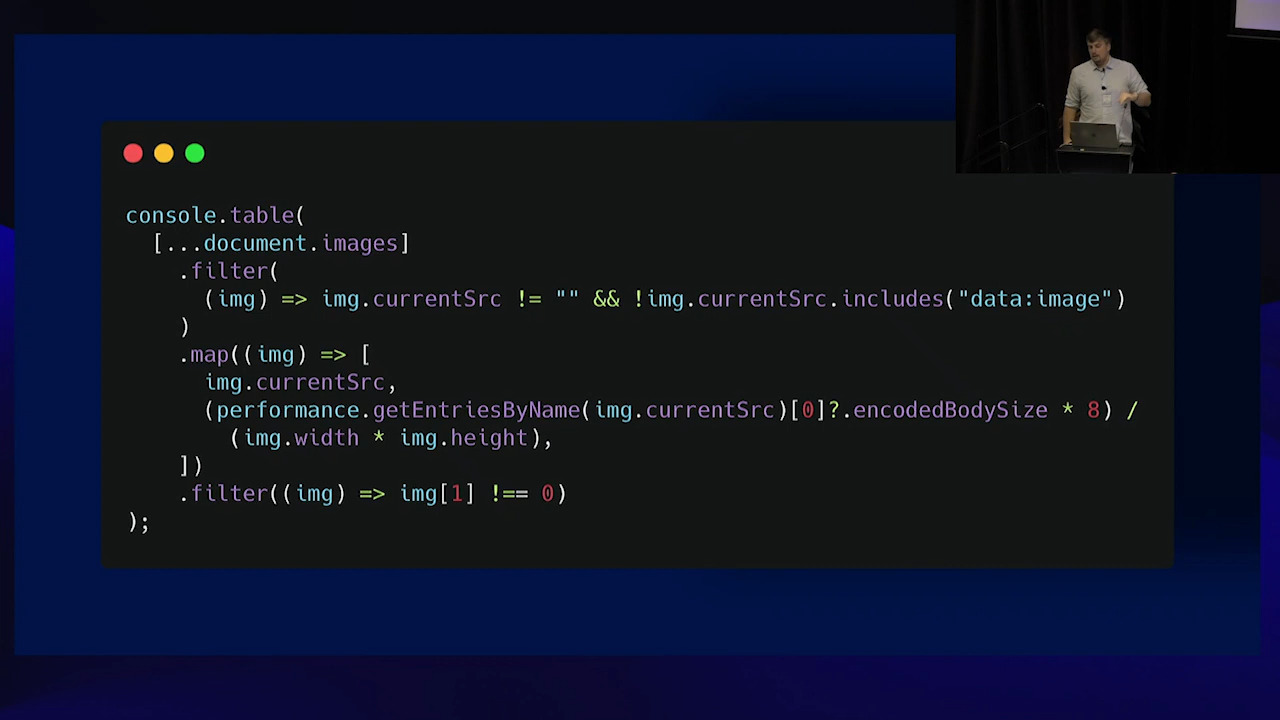 console.table(
[...document.images]
.filter(
(img) => img.currentSrc != "" && !img.currentSrc.includes("data:image")
)
.map((img) => [
img.currentSrc,
(performance.getEntriesByName(img.currentSrc)[0]?.encodedBodySize * 8) /
(img.width * img.height),
])
.filter((img) => img[1] !== 0)
);